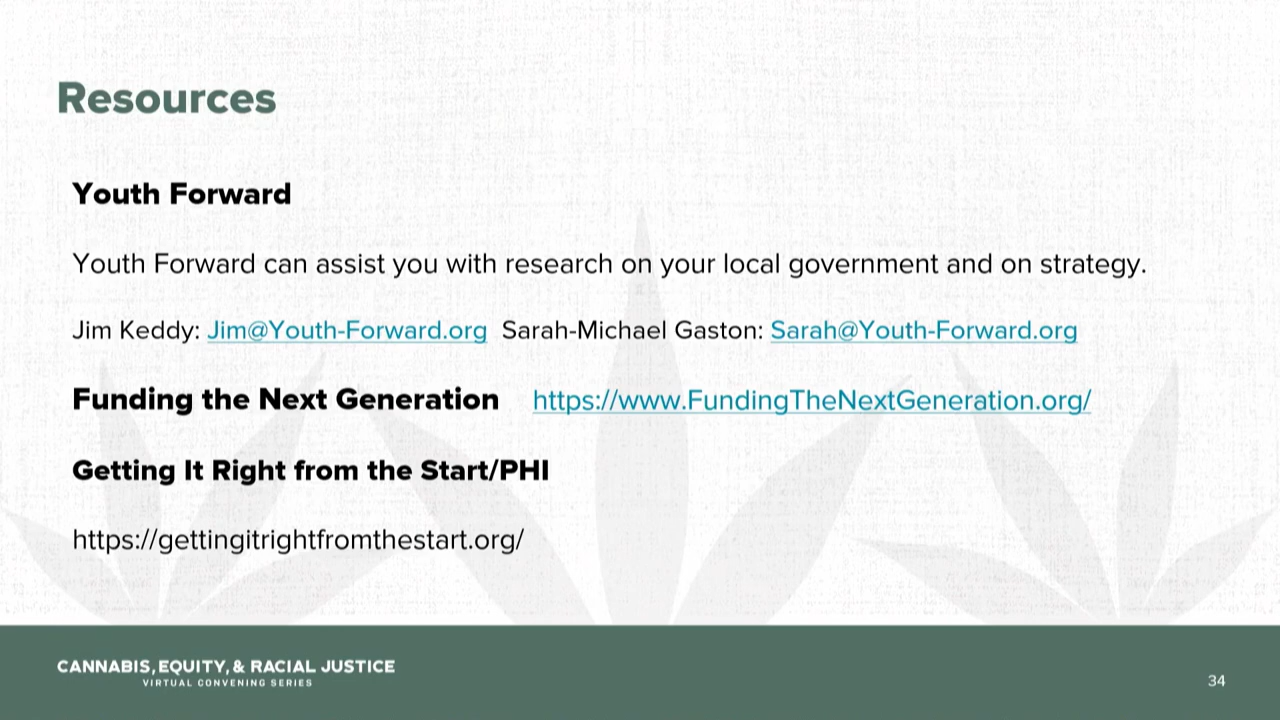 Resources
Youth Forward
Youth Forward can assist you with research on your local government and on strategy.
Jim Keddy: Jim@Youth-Forward.org Sarah-Michael Gaston: Sarah@Youth-Forward.org
Funding the Next Generation https://www.FundingTheNextGeneration.org/
Getting It Right from the Start/PHI
https://gettingitrightfromthestart.org/
CANNABIS, EQUITY, & RACIAL JUSTICE
VIRTUAL CONVENING SERIES
34